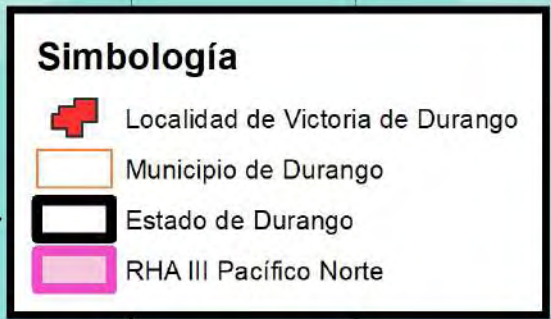 Simbología
Localidad de Victoria de Durango
Municipio de Durango
Estado de Durango
RHA III Pacífico Norte